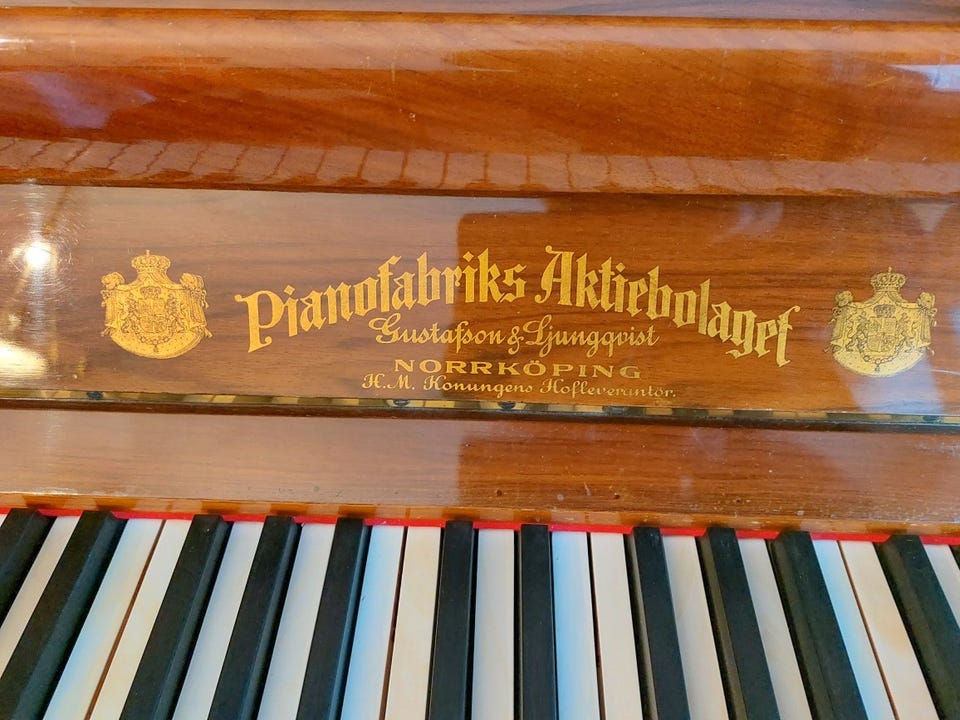 Pianofabriks Aktiebolaget
Gustafson & Ljungqvist
NORRKÖPING
H.M. Konungens Hofleverantör.